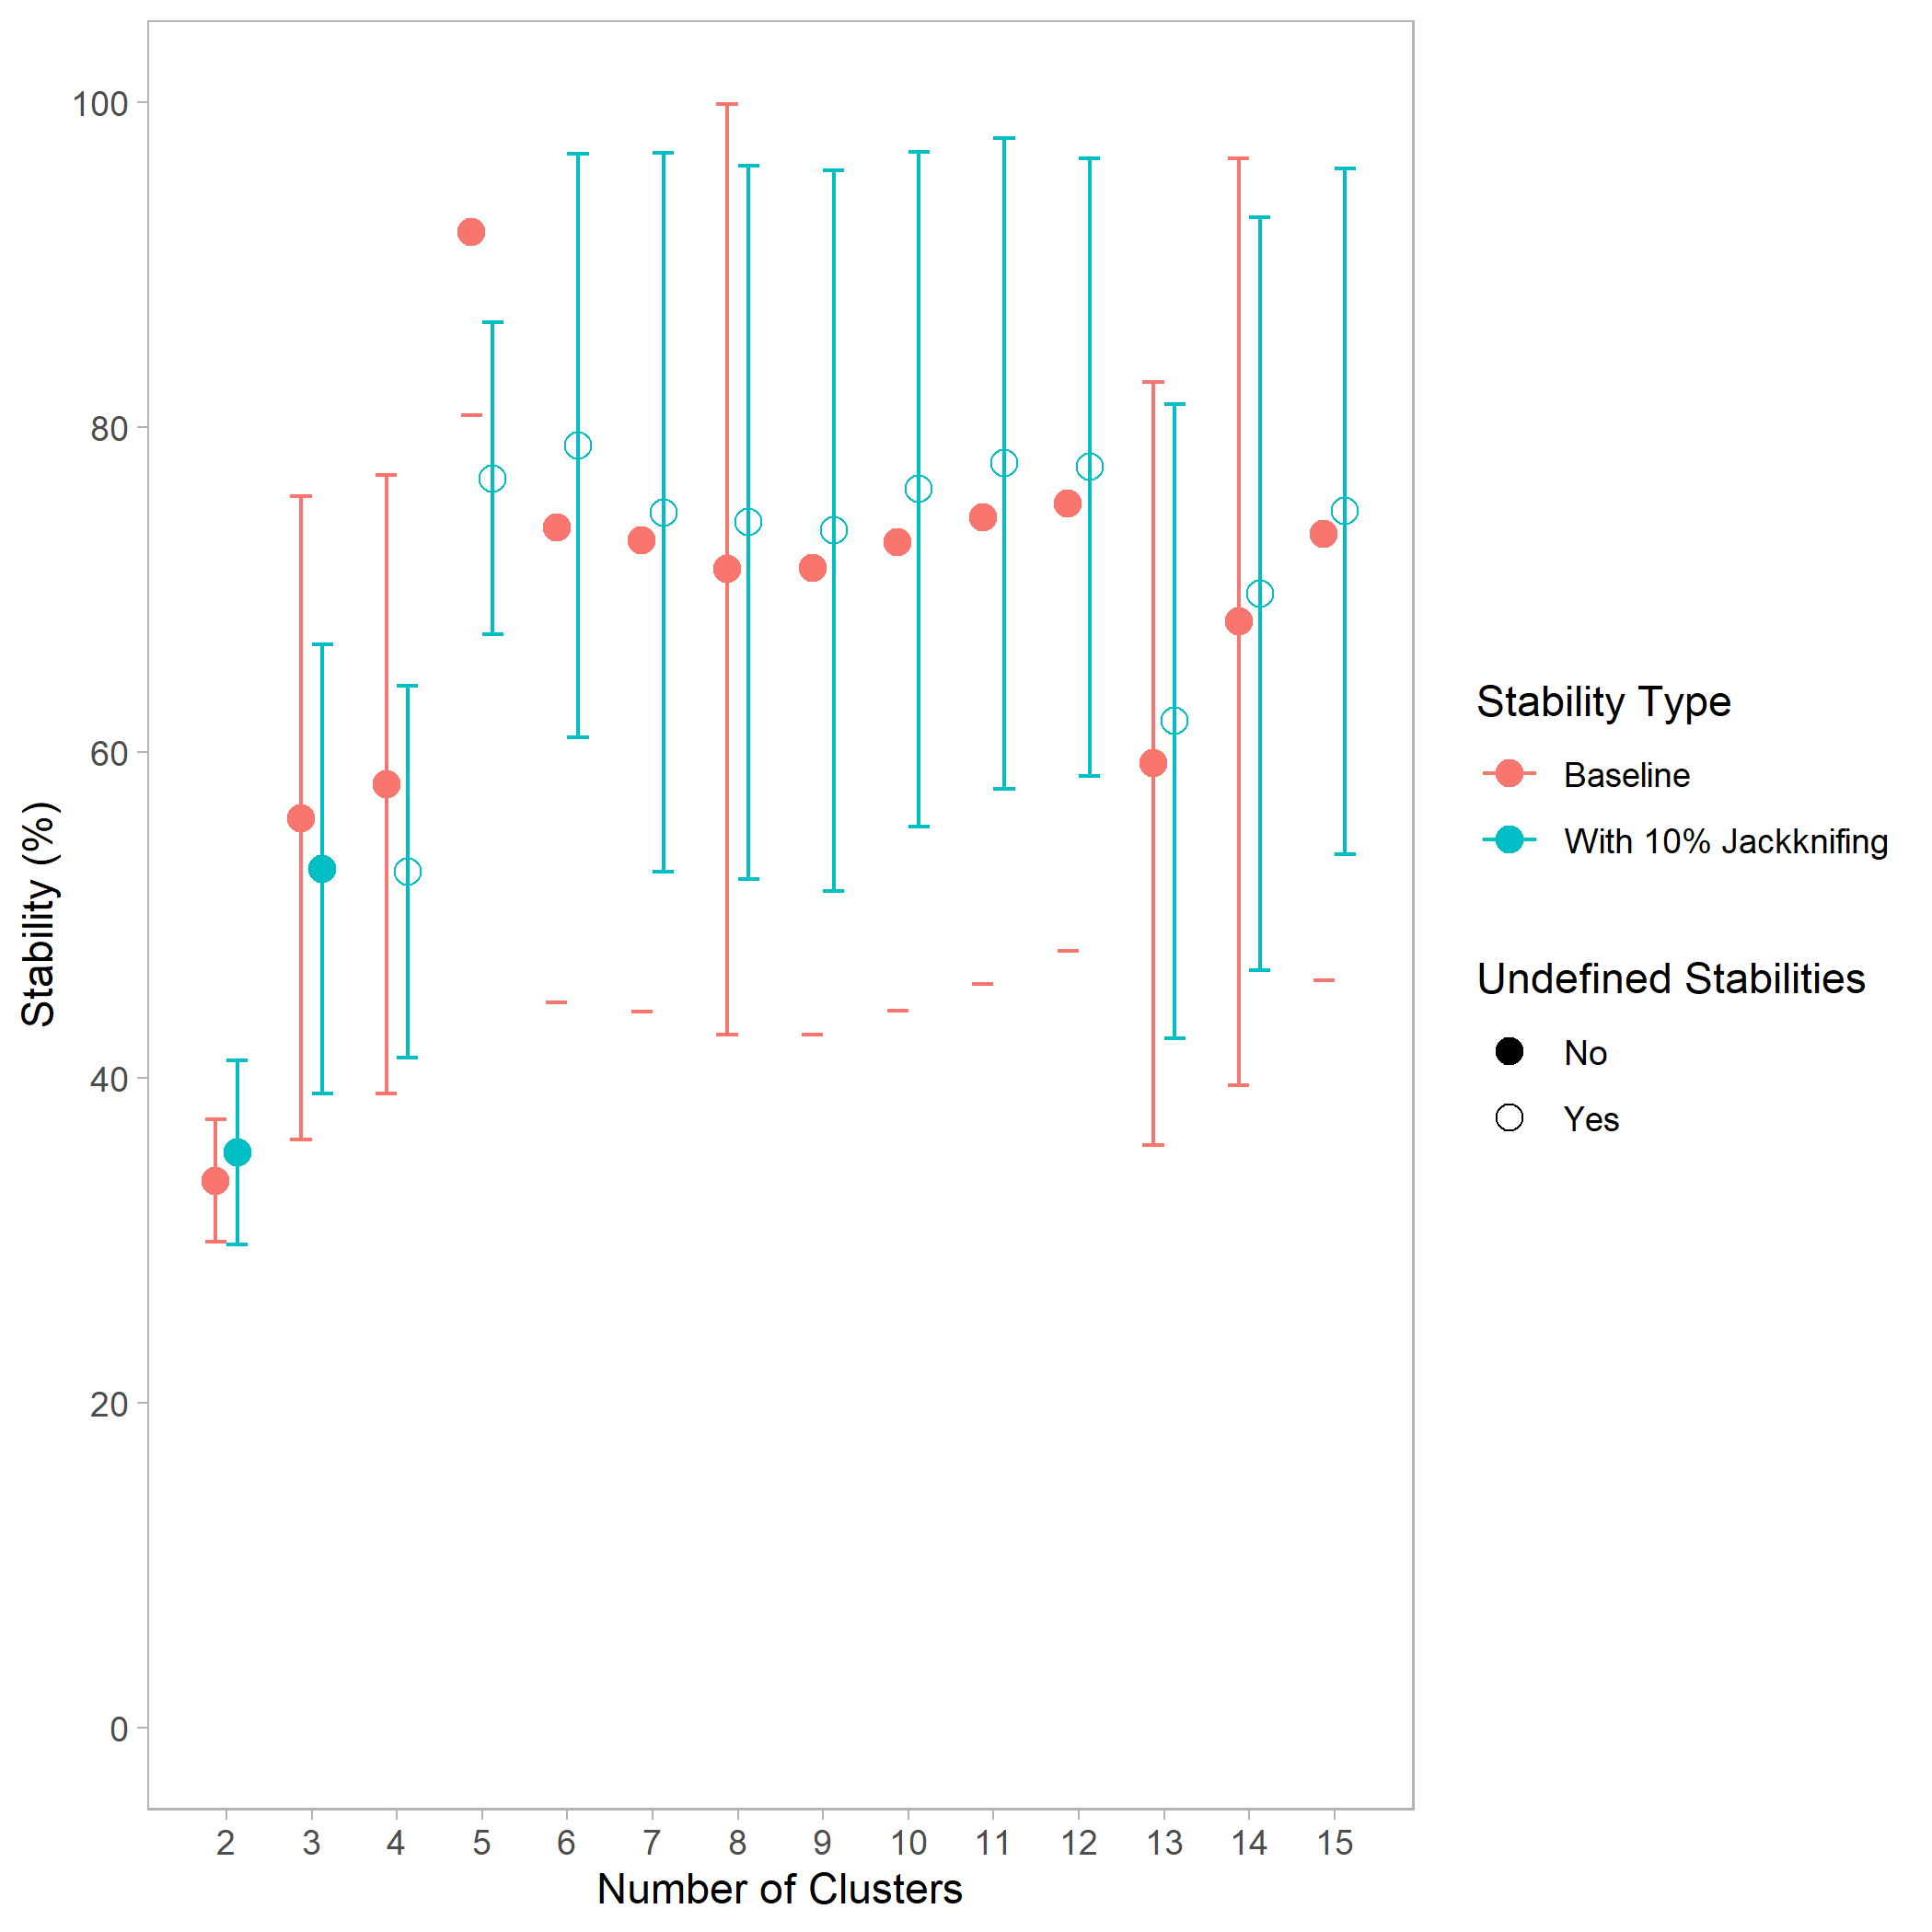 100
80
60
40
20
0
Stability (%)
2 3 4 5 6 7 8 9 10 11 12 13 14 15
Number of Clusters
Stability Type
Baseline
With 10% Jackknifing
Undefined Stabilities
No
Yes